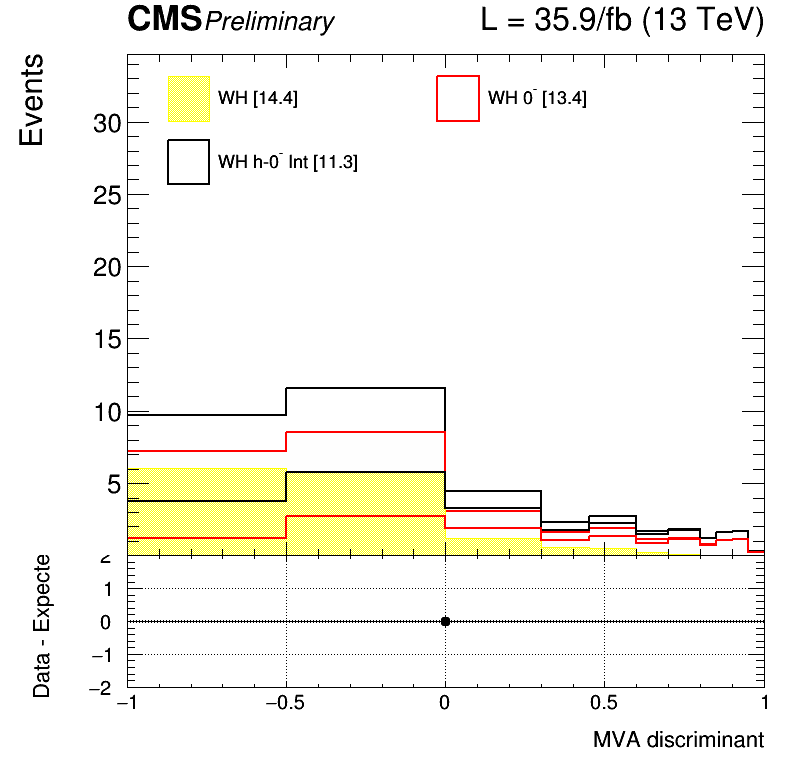 CMS Preliminary L = 35.9/fb (13 TeV)
Events
WH [14.4] WH 0⁻ [13.4]
WH h-0⁻ Int [11.3]
30
25
20
15
10
5
Data - Expecte
2
1
0
−1
−2
−1 −0.5 0 0.5 1
MVA discriminant